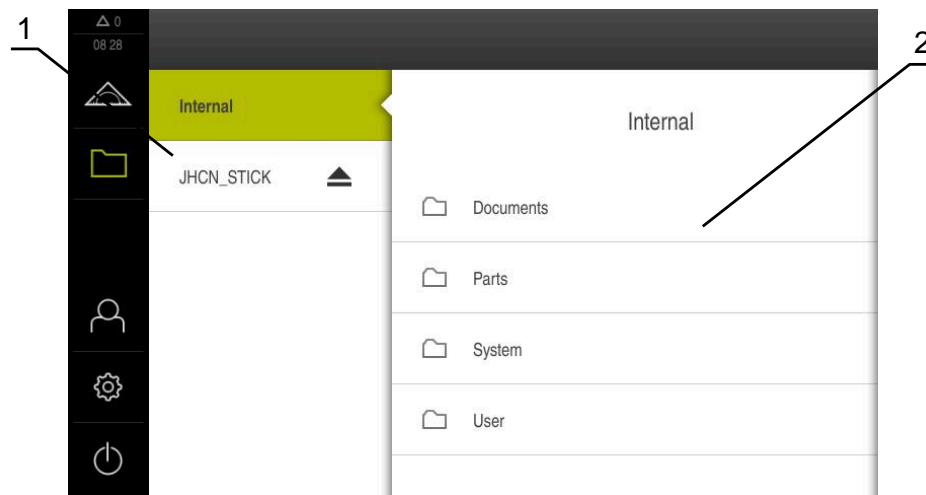 1
0
08 28
2
Internal
Internal
JHCN_STICK
Documents
Parts
System
User